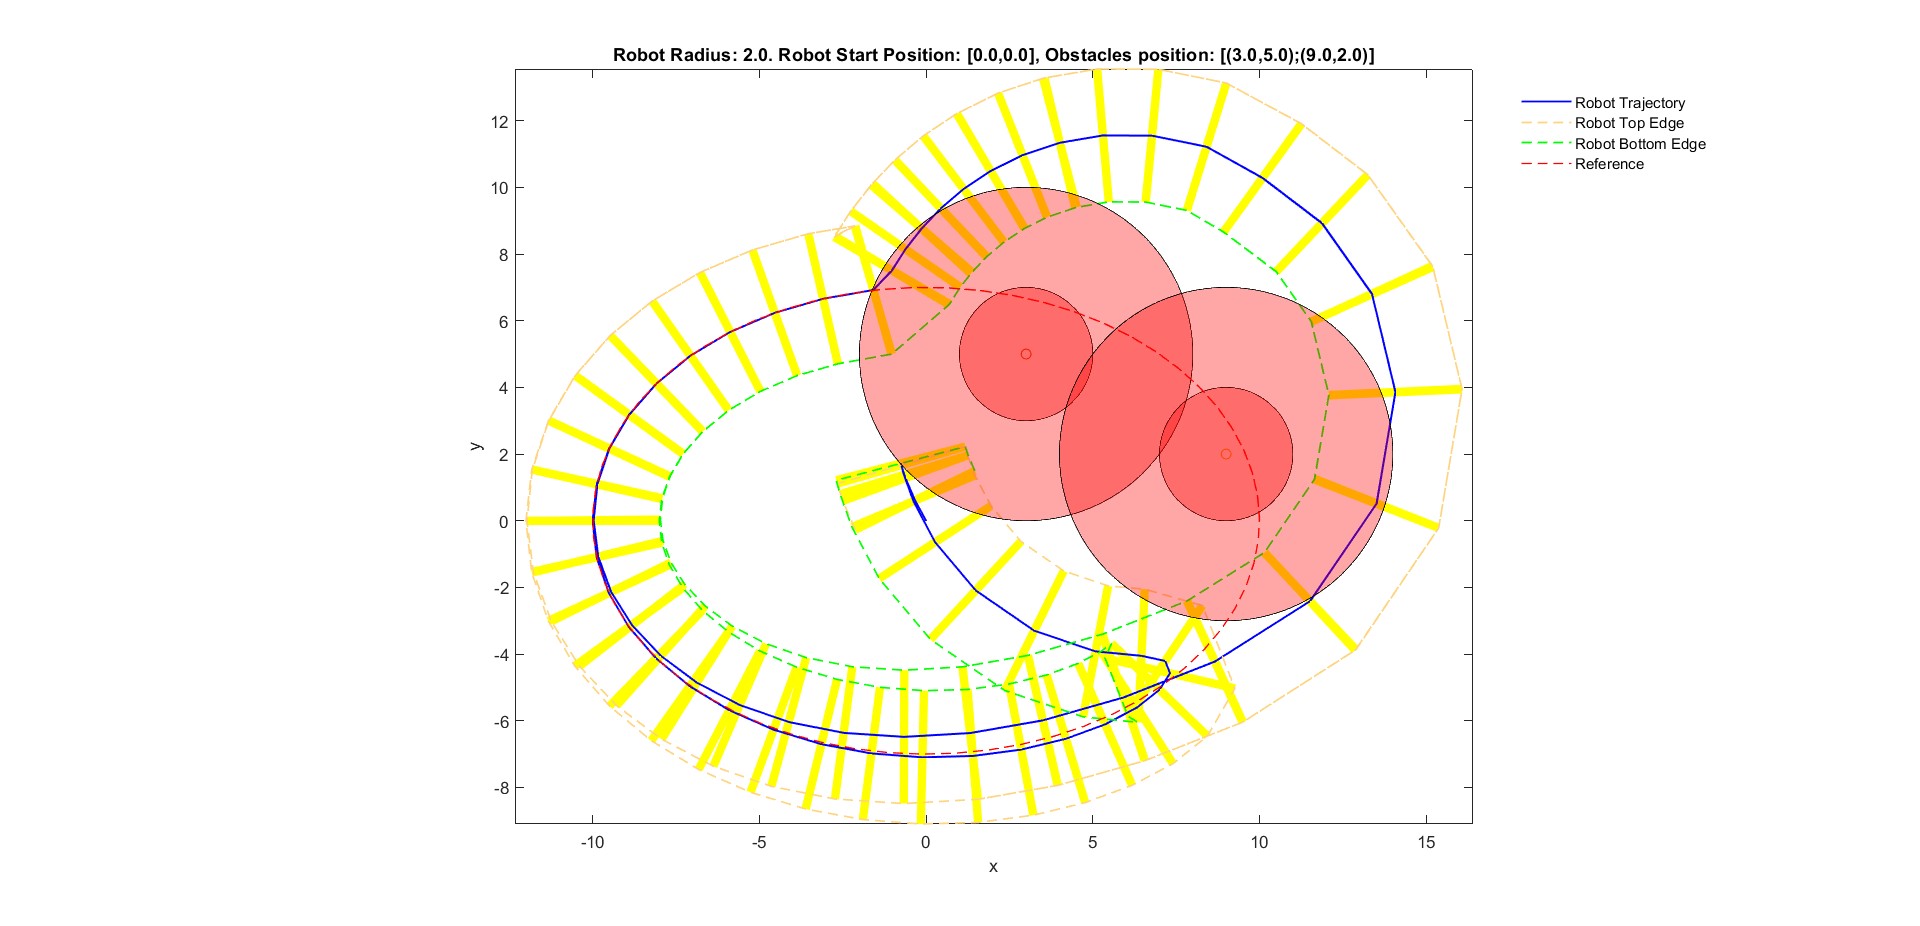 Robot Radius: 2.0. Robot Start Position: [0.0,0.0], Obstacles position: [(3.0,5.0);(9.0,2.0)]
Robot Trajectory
Robot Top Edge
Robot Bottom Edge
Reference
12
10
8
6
4
2
0
-2
-4
-6
-8
y
-10
-5
0
5
10
15
x